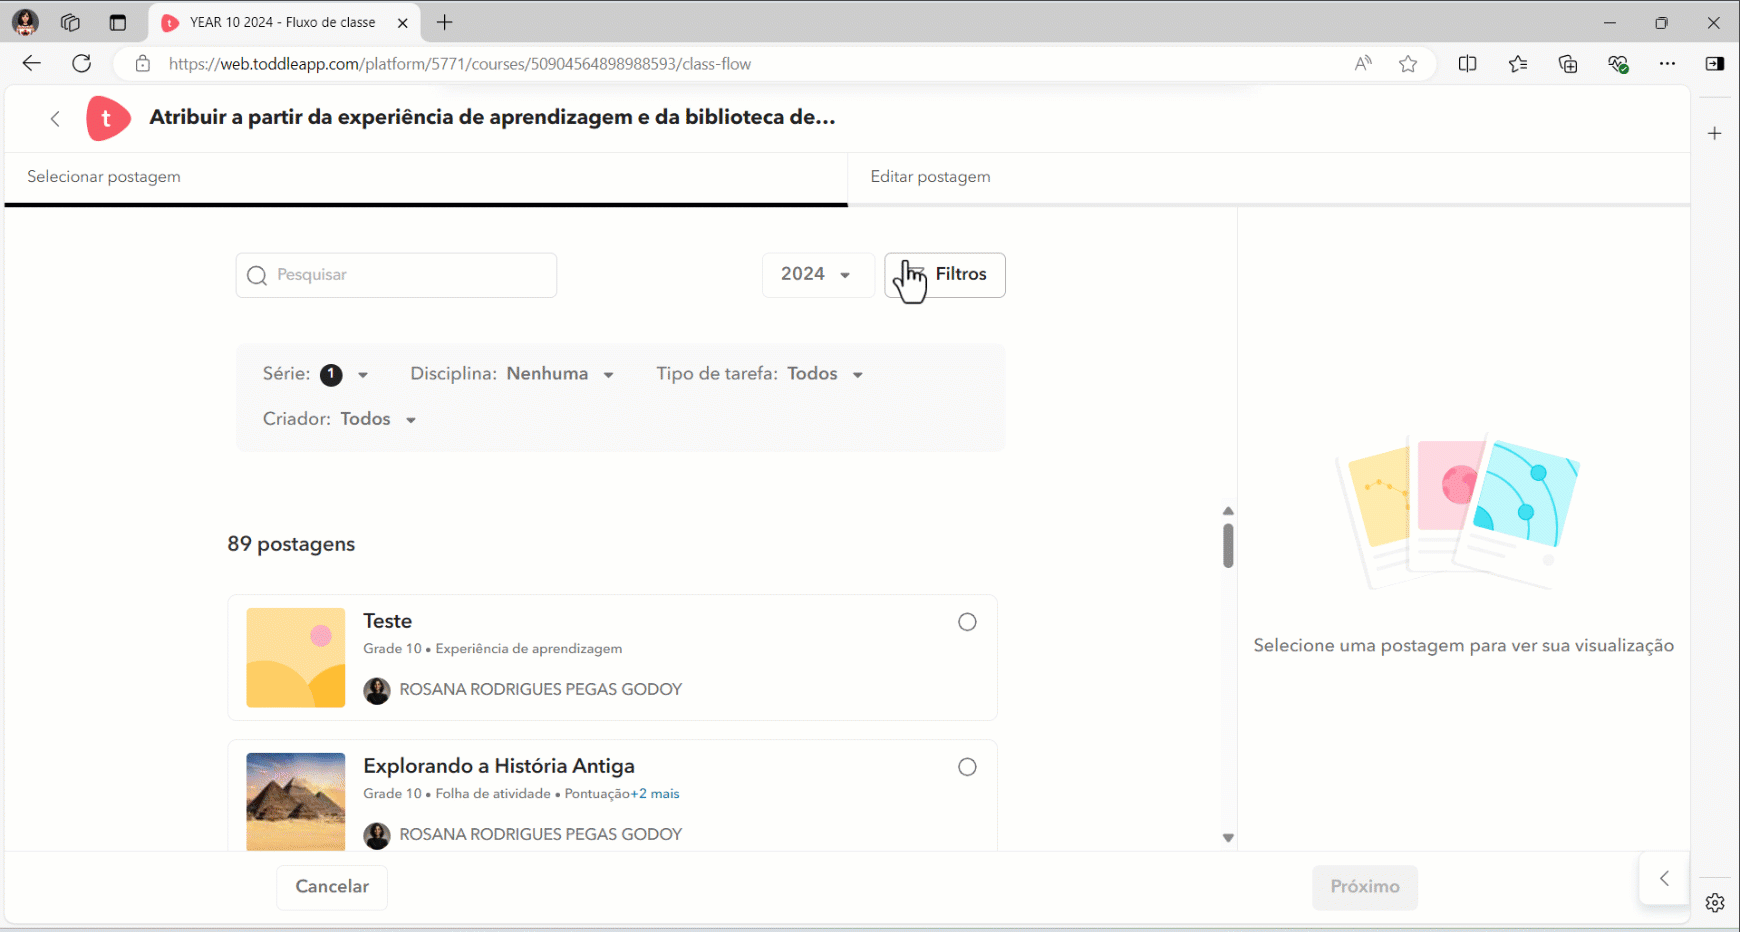 YEAR 10 2024 - Fluxo de classe
https://web.toddleapp.com/platform/5771/courses/50904564898988593/class-flow
t Atribuir a partir da experiência de aprendizagem e da biblioteca de...
Selecionar postagem
Editar postagem
Pesquisar
2024
Filtros
Série: 1
Disciplina: Nenhuma
Tipo de tarefa: Todos
Criador: Todos
89 postagens
Teste
Grade 10 • Experiência de aprendizagem
ROSANA RODRIGUES PEGAS GODOY
Explorando a História Antiga
Grade 10 • Folha de atividade • Pontuação+2 mais
ROSANA RODRIGUES PEGAS GODOY
Selecione uma postagem para ver sua visualização
Cancelar
Próximo